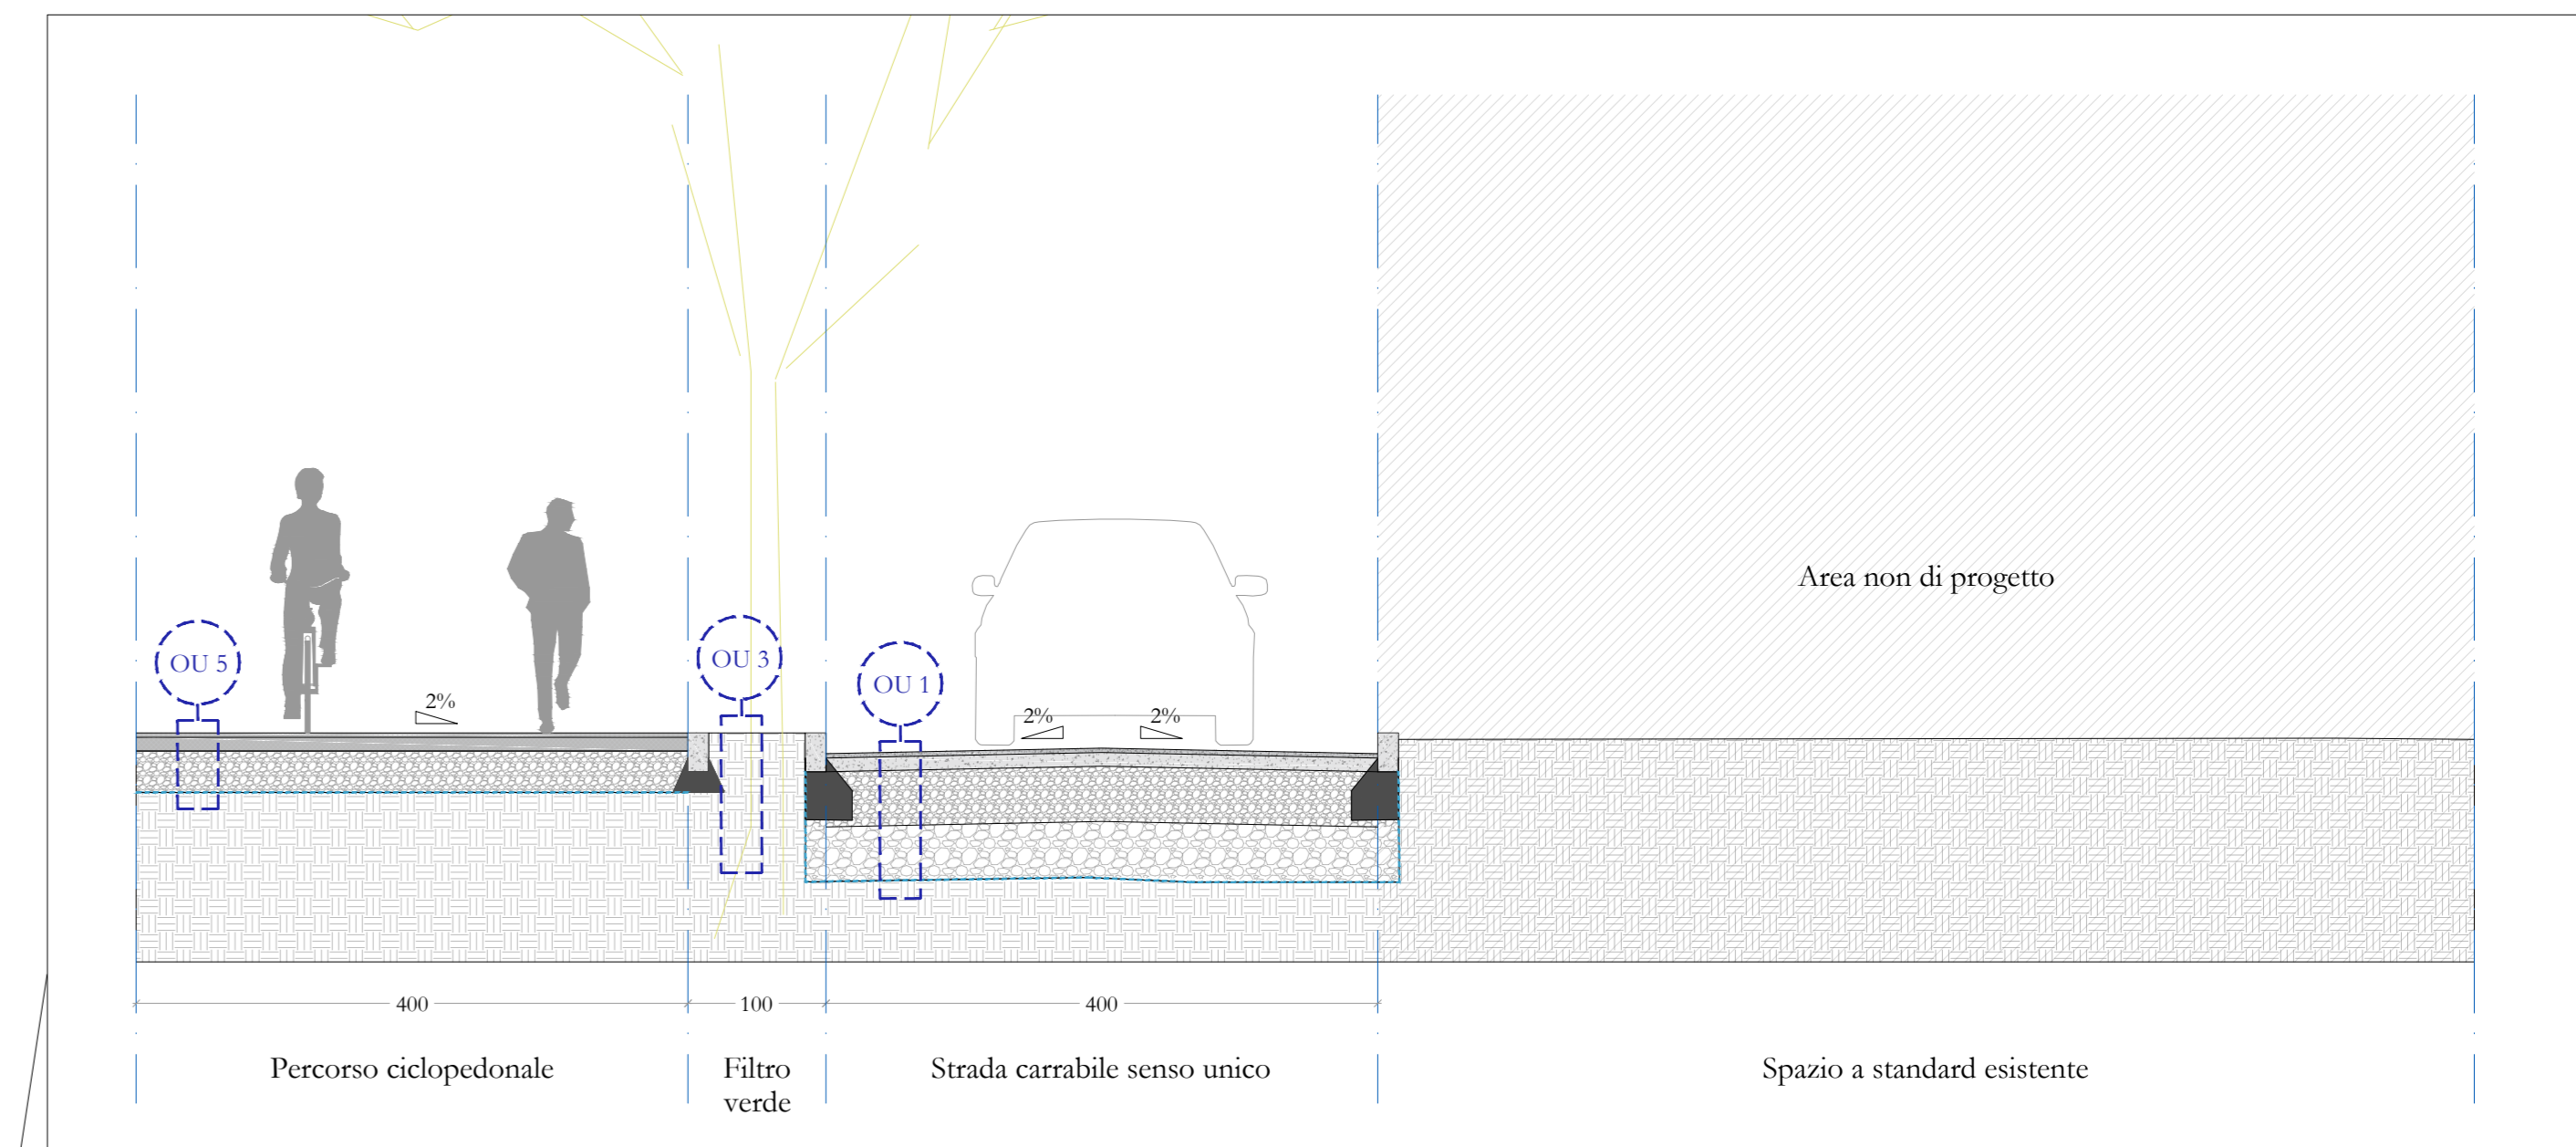 Area non di progetto
OU 5
OU 3
OU 1
2%
2%
2%
400
100
400
Percorso ciclopedonale
Filtro
verde
Strada carrabile senso unico
Spazio a standard esistente